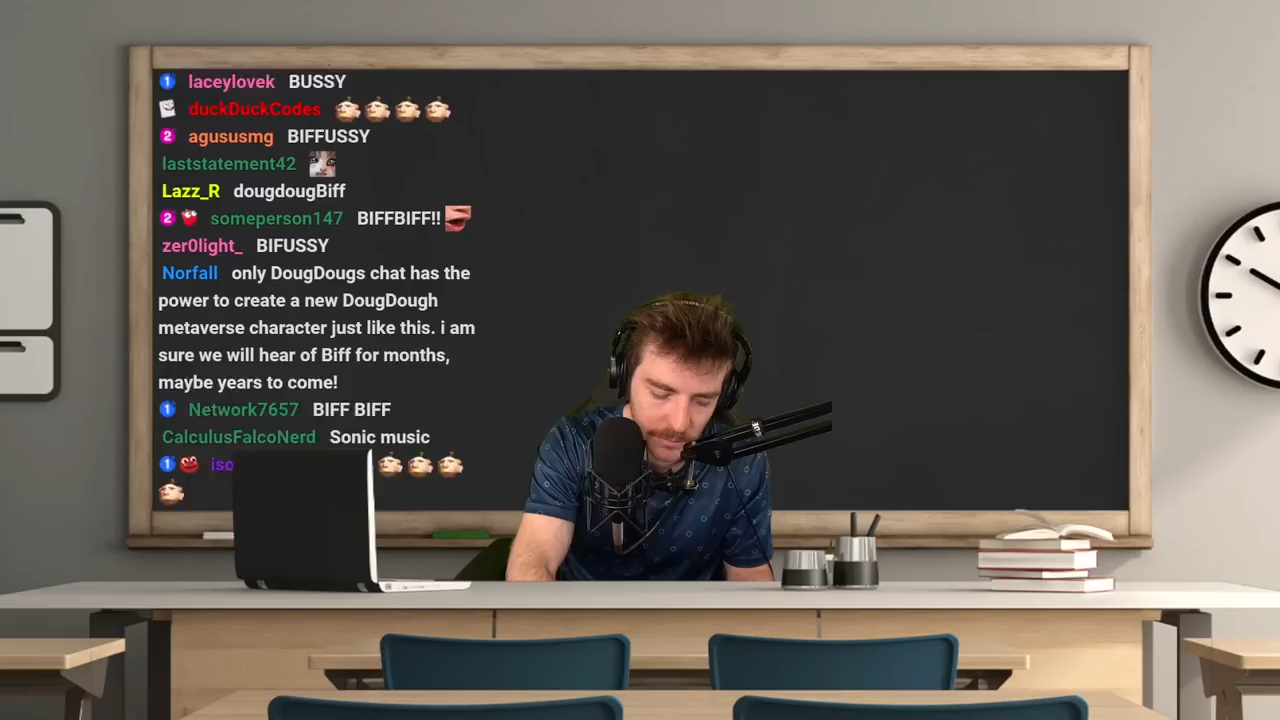 laceylovek BUSSY
duckDuckCodes
agususmg BIFFUSSY
laststatement42
Lazz_R dougdougBiff
someperson147 BIFFBIFF!!
zer0light_ BIFUSSY
Norfall only DougDougs chat has the
power to create a new DougDough
metaverse character just like this. i am
sure we will hear of Biff for months,
maybe years to come!
Network7657 BIFF BIFF
CalculusFalcoNerd Sonic music
iso